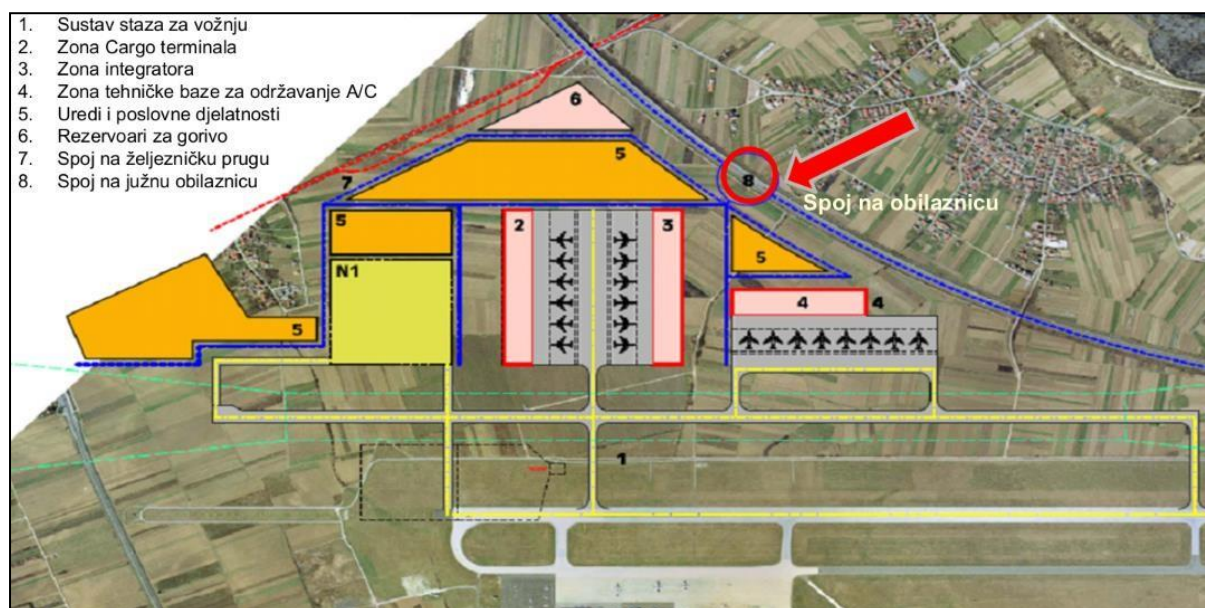 1. Sustav staza za vožnju
2. Zona Cargo terminala
3. Zona integratora
4. Zona tehničke baze za održavanje A/C
5. Uredi i poslovne djelatnosti
6. Rezervoari za gorivo
7. Spoj na željezničku prugu
8. Spoj na južnu obilaznicu
6
5
7
8
Spoj na obilaznicu
5
2
3
N1
5
4
4
5
1